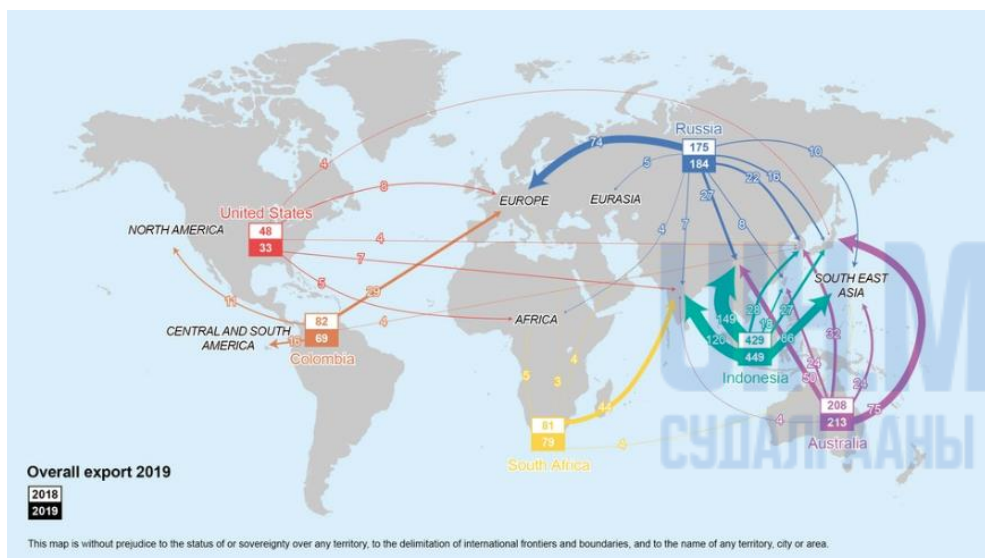 Russia
175
184
74
5
10
22
16
27
8
4
7
EUROPE
EURASIA
4
8
United States
48
33
4
7
5
NORTH AMERICA
11
29
4
CENTRAL AND SOUTH
AMERICA
16
82
69
Colombia
AFRICA
5
4
3
44
4
81
79
South Africa
SOUTH EAST
ASIA
149
120
28
27
86
429
449
Indonesia
32
24
50
24
75
4
208
213
Australia
СУДАЛГААНЫ
Overall export 2019
2018
2019
This map is without prejudice to the status of or sovereignty over any territory, to the delimitation of international frontiers and boundaries, and to the name of any territory, city or area.